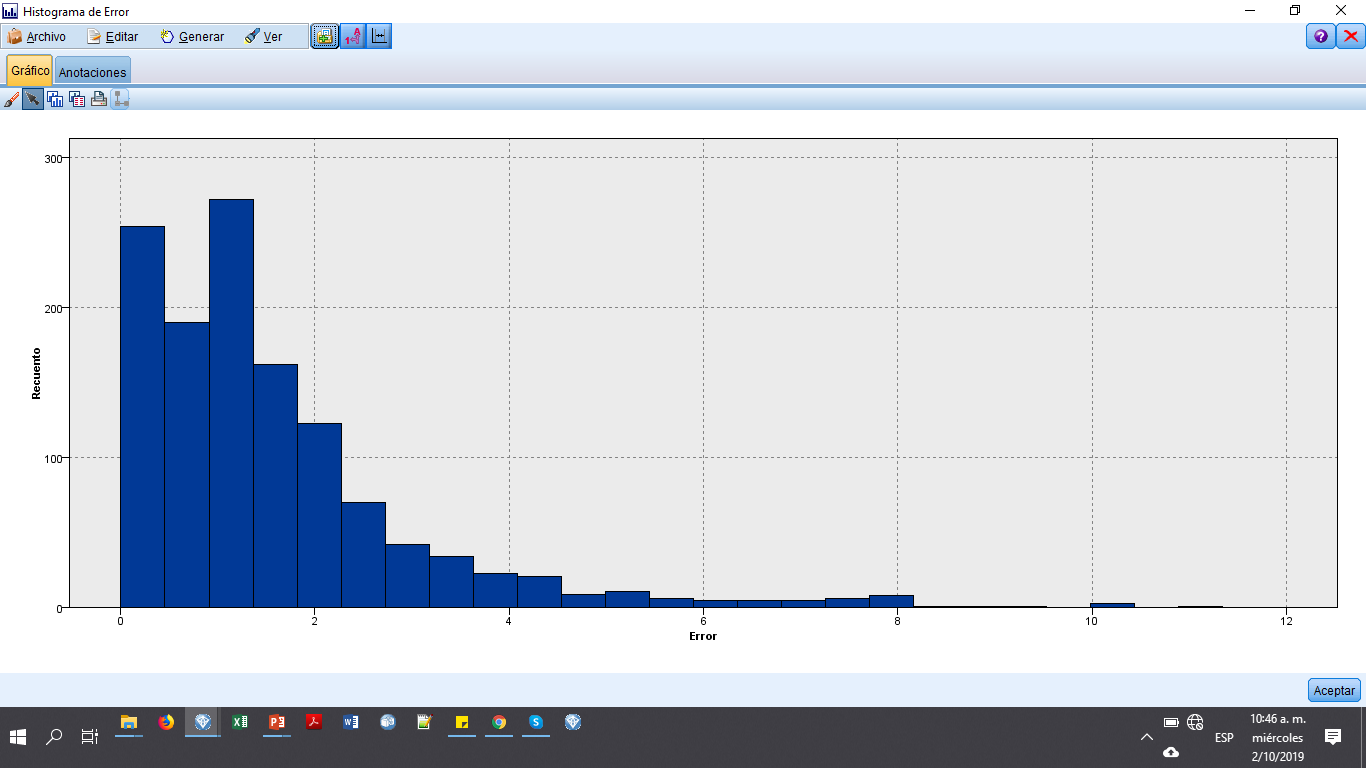 Histograma de Error
Archivo Editar Generar Ver
Gráfico Anotaciones
300
200
100
0
Recuento
0 2 4 6 8 10 12
Error
Aceptar
ESP
10:46 a. m.
miércoles
2/10/2019